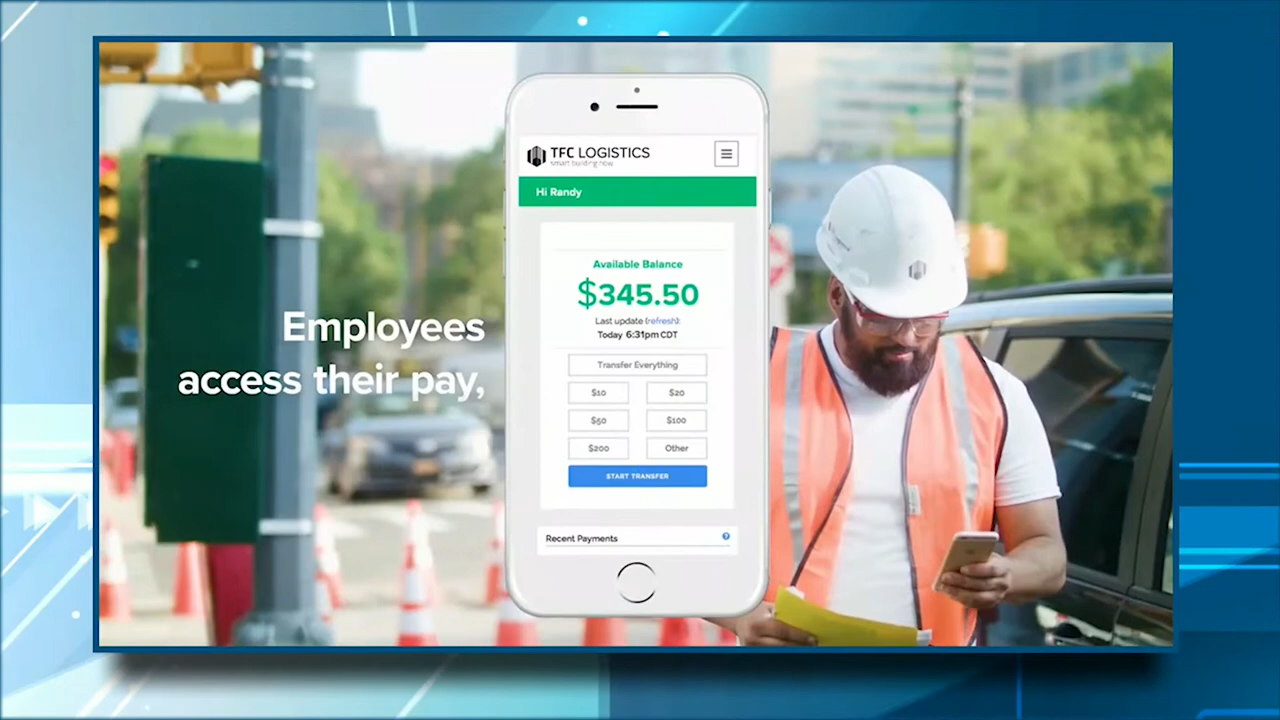 TFC LOGISTICS
smart building now
Hi Randy
Available Balance
$345.50
Last update (refresh):
Today 6:31pm CDT
Transfer Everything
$10 $20
$50 $100
$200 Other
START TRANSFER
Recent Payments ?
Employees
access their pay,